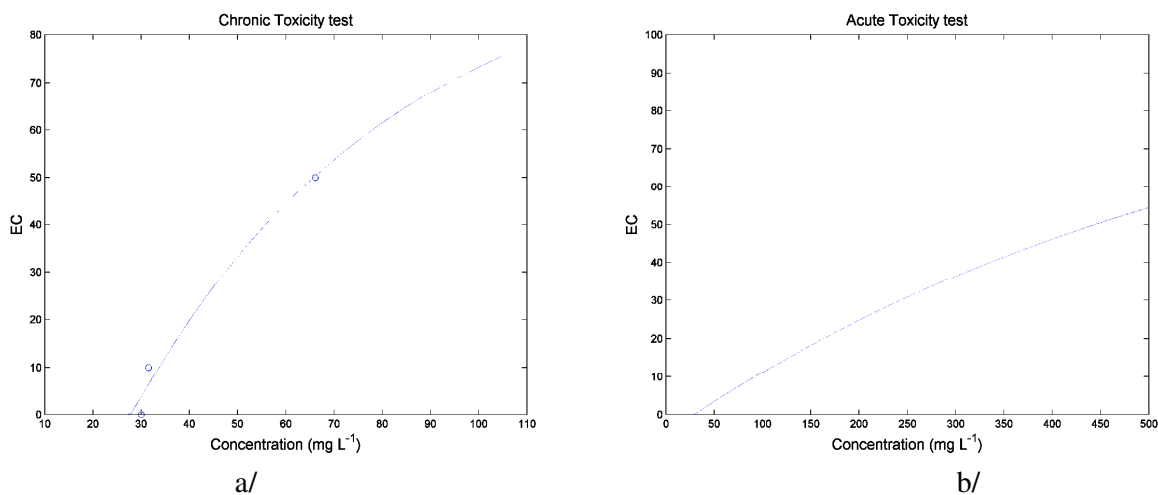 Chronic Toxicity test
80
70
60
50
40
30
20
10
0
EC
10 20 30 40 50 60 70 80 90 100 110
Concentration (mg L⁻¹)
a/
Acute Toxicity test
100
90
80
70
60
50
40
30
20
10
0
EC
0 50 100 150 200 250 300 350 400 450 500
Concentration (mg L⁻¹)
b/